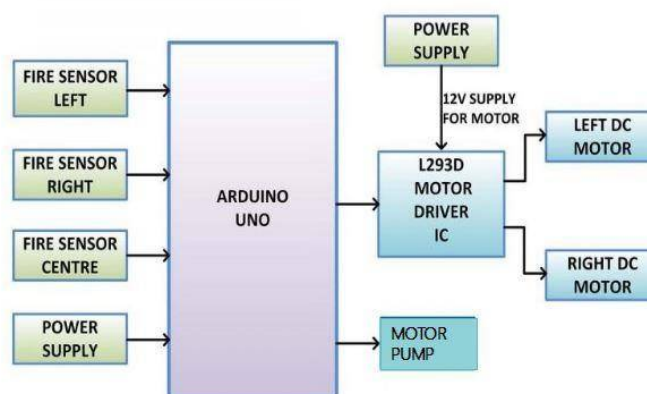 FIRE SENSOR
LEFT
FIRE SENSOR
RIGHT
FIRE SENSOR
CENTRE
POWER
SUPPLY
ARDUINO
UNO
POWER
SUPPLY
12V SUPPLY
FOR MOTOR
L293D
MOTOR
DRIVER
IC
MOTOR
PUMP
LEFT DC
MOTOR
RIGHT DC
MOTOR